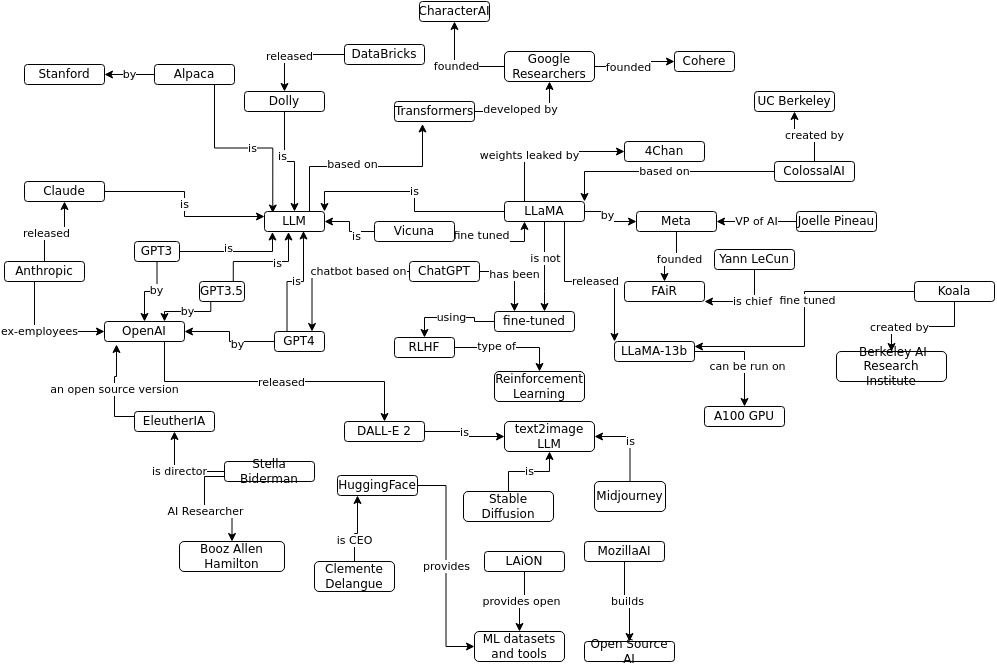 CharacterAI
DataBricks
released
founded
Google
Researchers
founded
Cohere
Stanford
by
Alpaca
Dolly
Transformers
developed by
UC Berkeley
created by
is
is
based on
weights leaked by
4Chan
based on
ColossalAI
Claude
is
is
LLM
LLaMA
by
Meta
VP of AI
Joelle Pineau
released
Vicuna
is
fine tuned
GPT3
is
is
is not
founded
Yann LeCun
Anthropic
by
GPT3.5
is
chatbot based on
ChatGPT
has been
released
FAiR
is chief
fine tuned
Koala
ex-employees
OpenAI
by
by
GPT4
using
fine-tuned
created by
RLHF
type of
LLaMA-13b
can be run on
Berkeley AI
Research
Institute
an open source version
released
Reinforcement
Learning
A100 GPU
EleutherIA
DALL-E 2
is
text2image
LLM
is
is director
Stella
Biderman
HuggingFace
is
Stable
Diffusion
Midjourney
AI Researcher
Booz Allen
Hamilton
is CEO
Clemente
Delangue
provides
LAiON
MozillaAI
provides open
builds
ML datasets
and tools
Open Source
AI